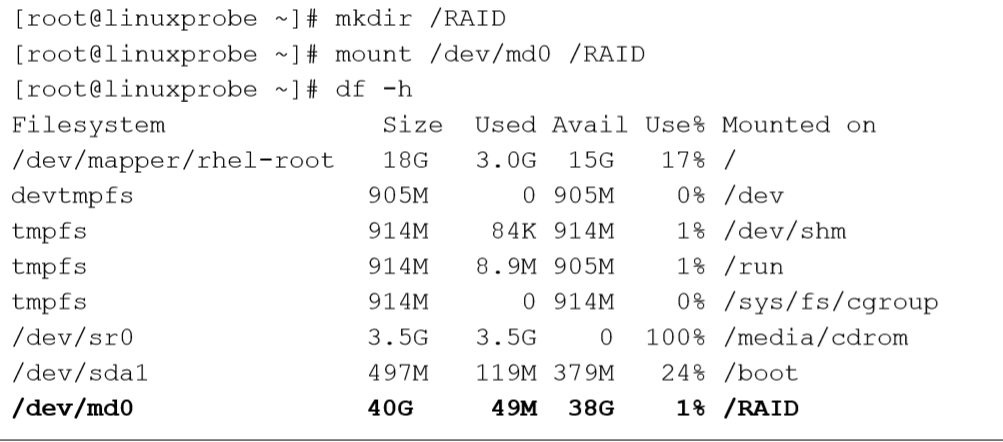 [root@linuxprobe ~]# mkdir /RAID
[root@linuxprobe ~]# mount /dev/md0 /RAID
[root@linuxprobe ~]# df -h
Filesystem Size Used Avail Use% Mounted on
/dev/mapper/rhel-root 18G 3.0G 15G 17% /
devtmpfs 905M 0 905M 0% /dev
tmpfs 914M 84K 914M 1% /dev/shm
tmpfs 914M 8.9M 905M 1% /run
tmpfs 914M 0 914M 0% /sys/fs/cgroup
/dev/sr0 3.5G 3.5G 0 100% /media/cdrom
/dev/sda1 497M 119M 379M 24% /boot
/dev/md0 40G 49M 38G 1% /RAID